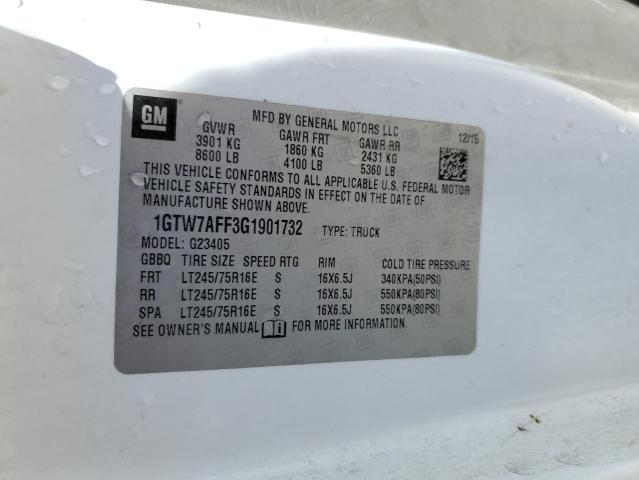 GM
MFD BY GENERAL MOTORS LLC
12/15
GVWR GAWR FRT GAWR RR
3901 KG 1860 KG 2431 KG
8600 LB 4100 LB 5360 LB
THIS VEHICLE CONFORMS TO ALL APPLICABLE U.S. FEDERAL MOTOR
VEHICLE SAFETY STANDARDS IN EFFECT ON THE DATE OF
MANUFACTURE SHOWN ABOVE.
1GTW7AFF3G1901732 TYPE: TRUCK
MODEL: G23405
GBBQ TIRE SIZE SPEED RTG RIM COLD TIRE PRESSURE
FRT LT245/75R16E S 16X6.5J 340KPA(50PSI)
RR LT245/75R16E S 16X6.5J 550KPA(80PSI)
SPA LT245/75R16E S 16X6.5J 550KPA(80PSI)
SEE OWNER'S MANUAL FOR MORE INFORMATION.